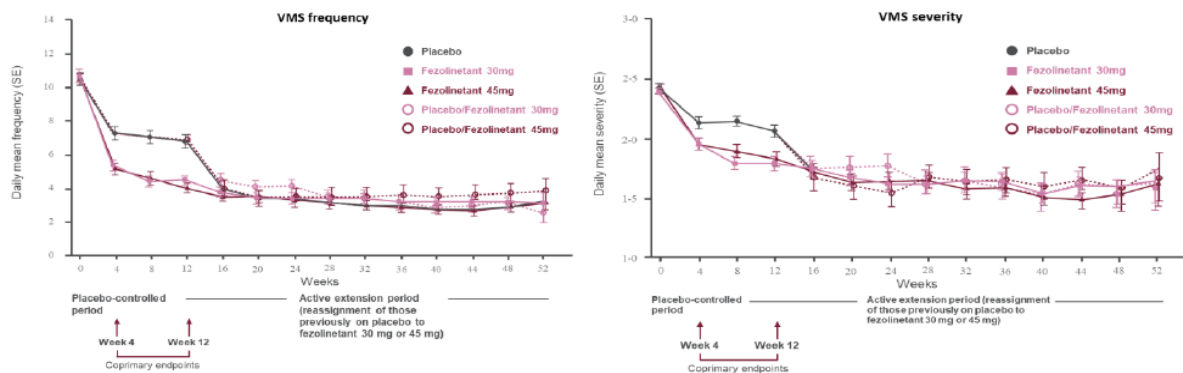 VMS frequency
14
12
10
8
6
4
2
0
Daily mean frequency (SE)
Placebo
Fezolinetant 30mg
Fezolinetant 45mg
Placebo/Fezolinetant 30mg
Placebo/Fezolinetant 45mg
0 4 8 12 16 20 24 28 32 36 40 44 48 52
Weeks
Placebo-controlled
period
Active extension period
(reassignment of those
previously on placebo to
fezolinetant 30 mg or 45 mg)
Week 4 Week 12
Coprimary endpoints
VMS severity
3-0
2-5
2-0
1-5
1-0
Daily mean severity (SE)
Placebo
Fezolinetant 30mg
Fezolinetant 45mg
Placebo/Fezolinetant 30mg
Placebo/Fezolinetant 45mg
0 4 8 12 16 20 24 28 32 36 40 44 48 52
Weeks
Placebo-controlled
period
Active extension period (reassignment
of those previously on placebo to
fezolinetant 30 mg or 45 mg)
Week 4 Week 12
Coprimary endpoints